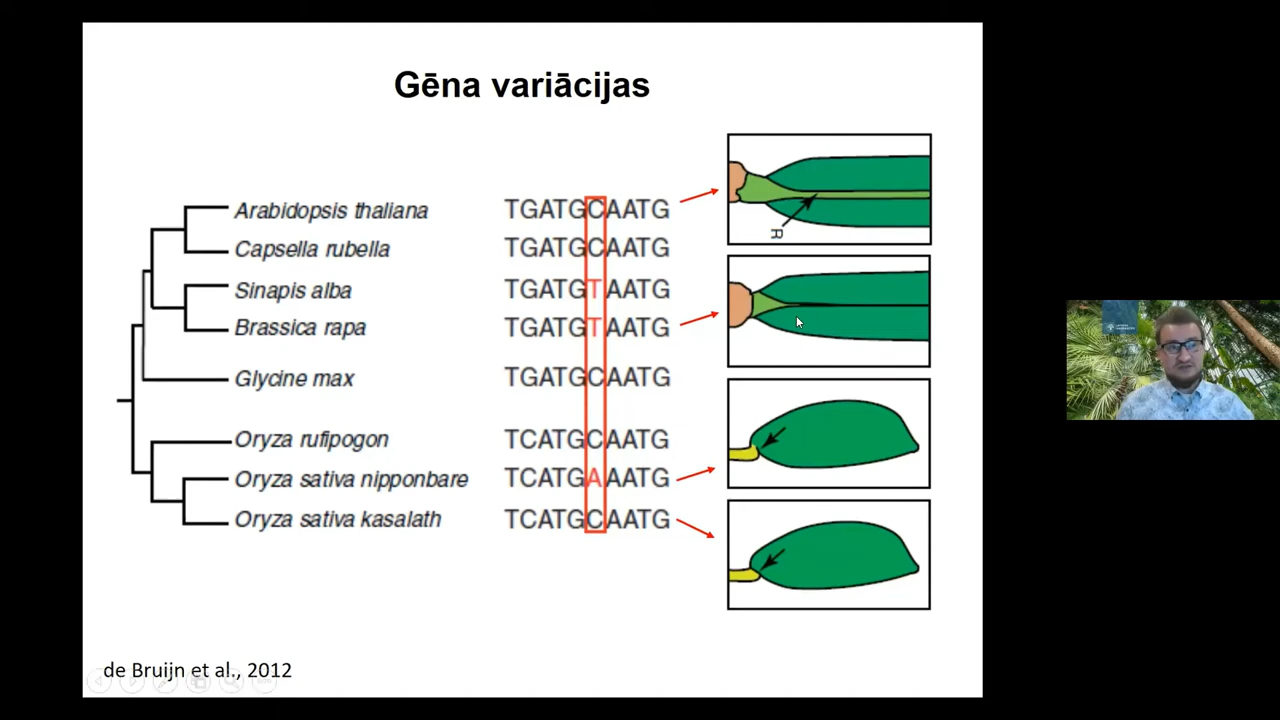 Gēna variācijas
Arabidopsis thaliana TGATGCAATG
Capsella rubella TGATGCAATG
Sinapis alba TGATGTAATG
Brassica rapa TGATGTAATG
Glycine max TGATGCAATG
Oryza rufipogon TCATGCAATG
Oryza sativa nipponbare TCATGAAATG
Oryza sativa kasalath TCATGCAATG
R
de Bruijn et al., 2012